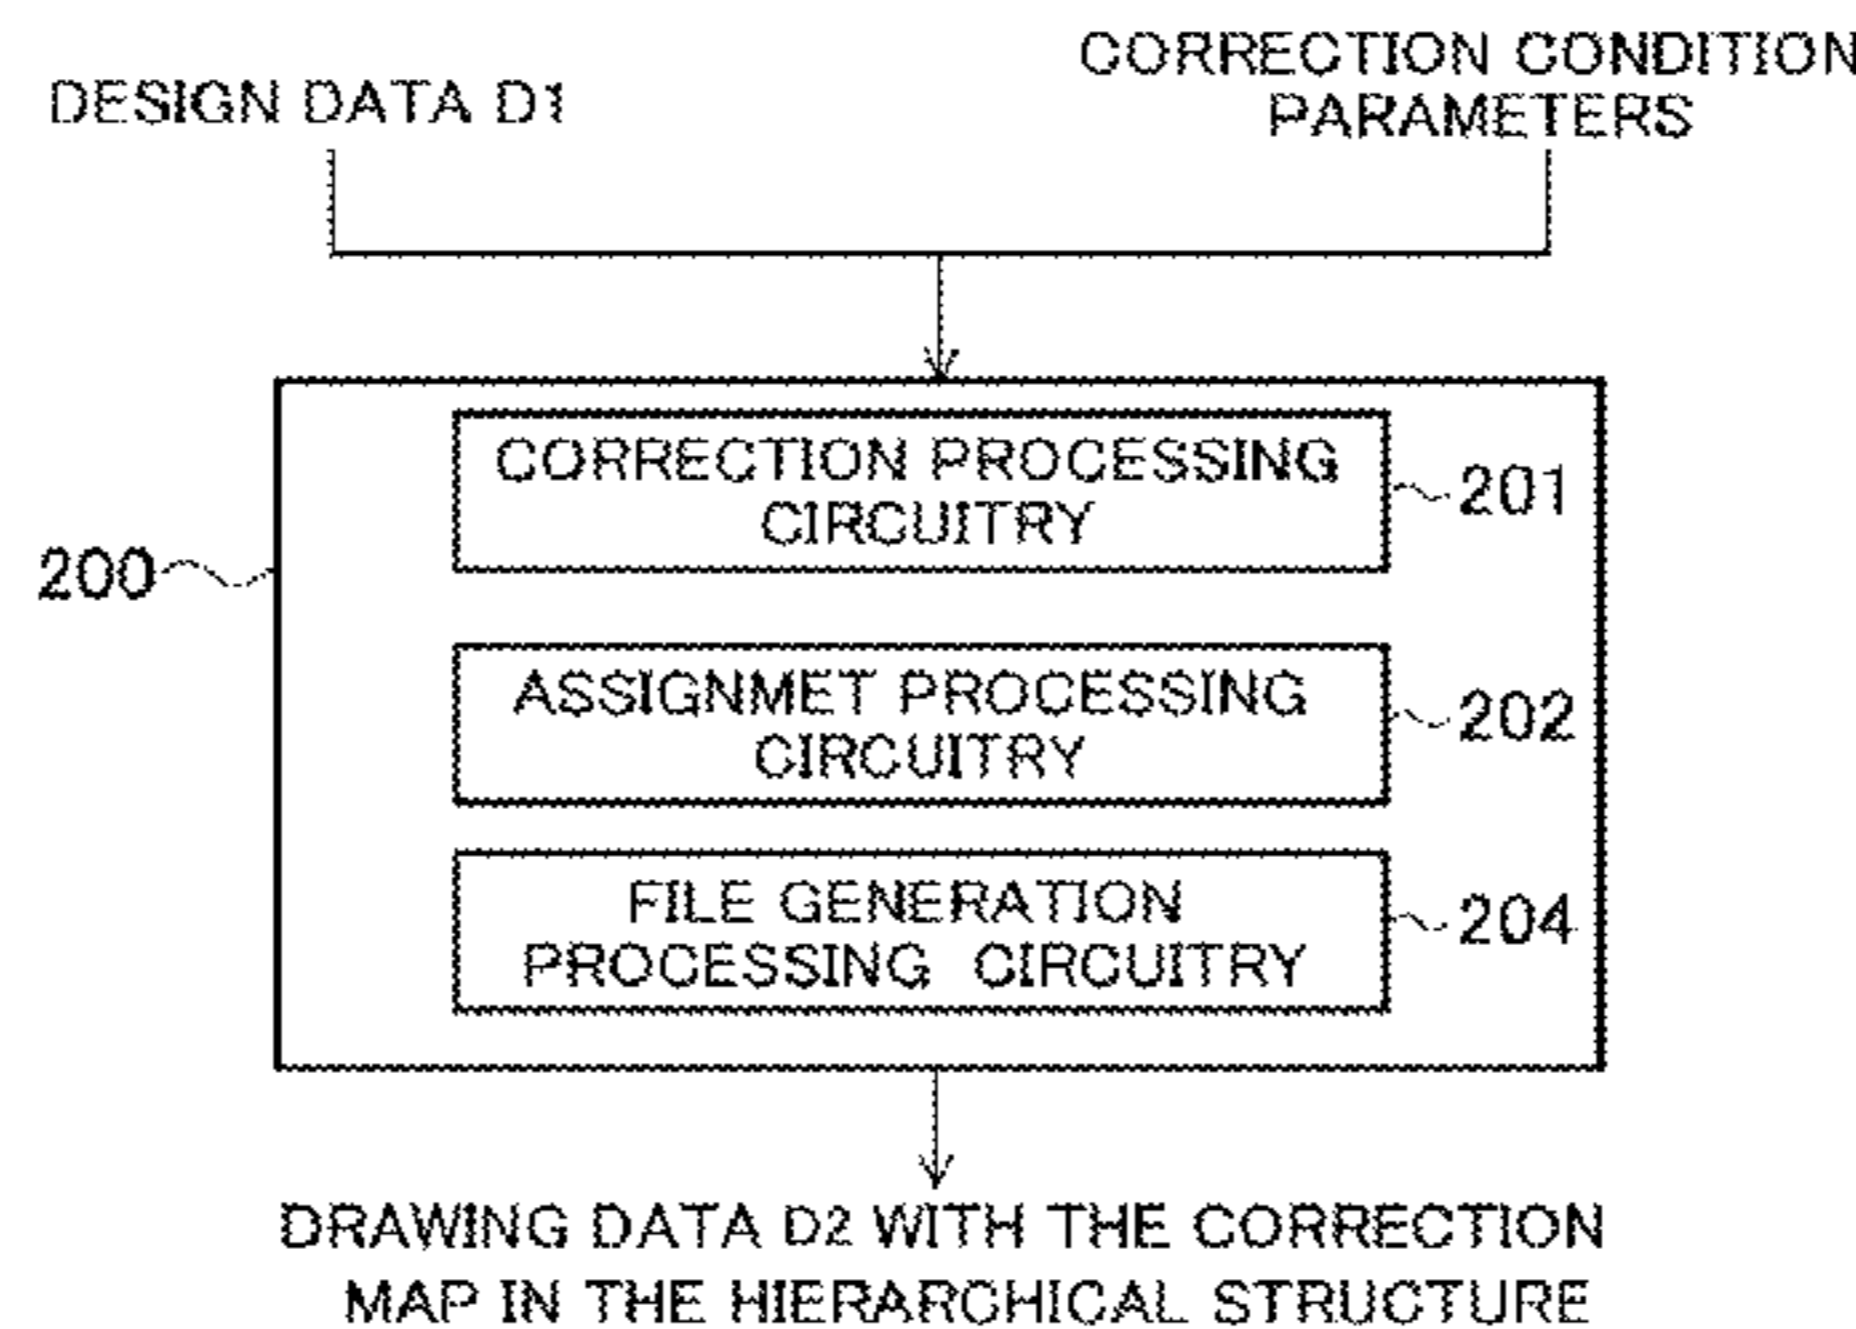 DESIGN DATA D1
CORRECTION CONDITION
PARAMETERS
CORRECTION PROCESSING
CIRCUITRY
201
200
ASSIGNMET PROCESSING
CIRCUITRY
202
FILE GENERATION
PROCESSING CIRCUITRY
204
DRAWING DATA D2 WITH THE CORRECTION
MAP IN THE HIERARCHICAL STRUCTURE